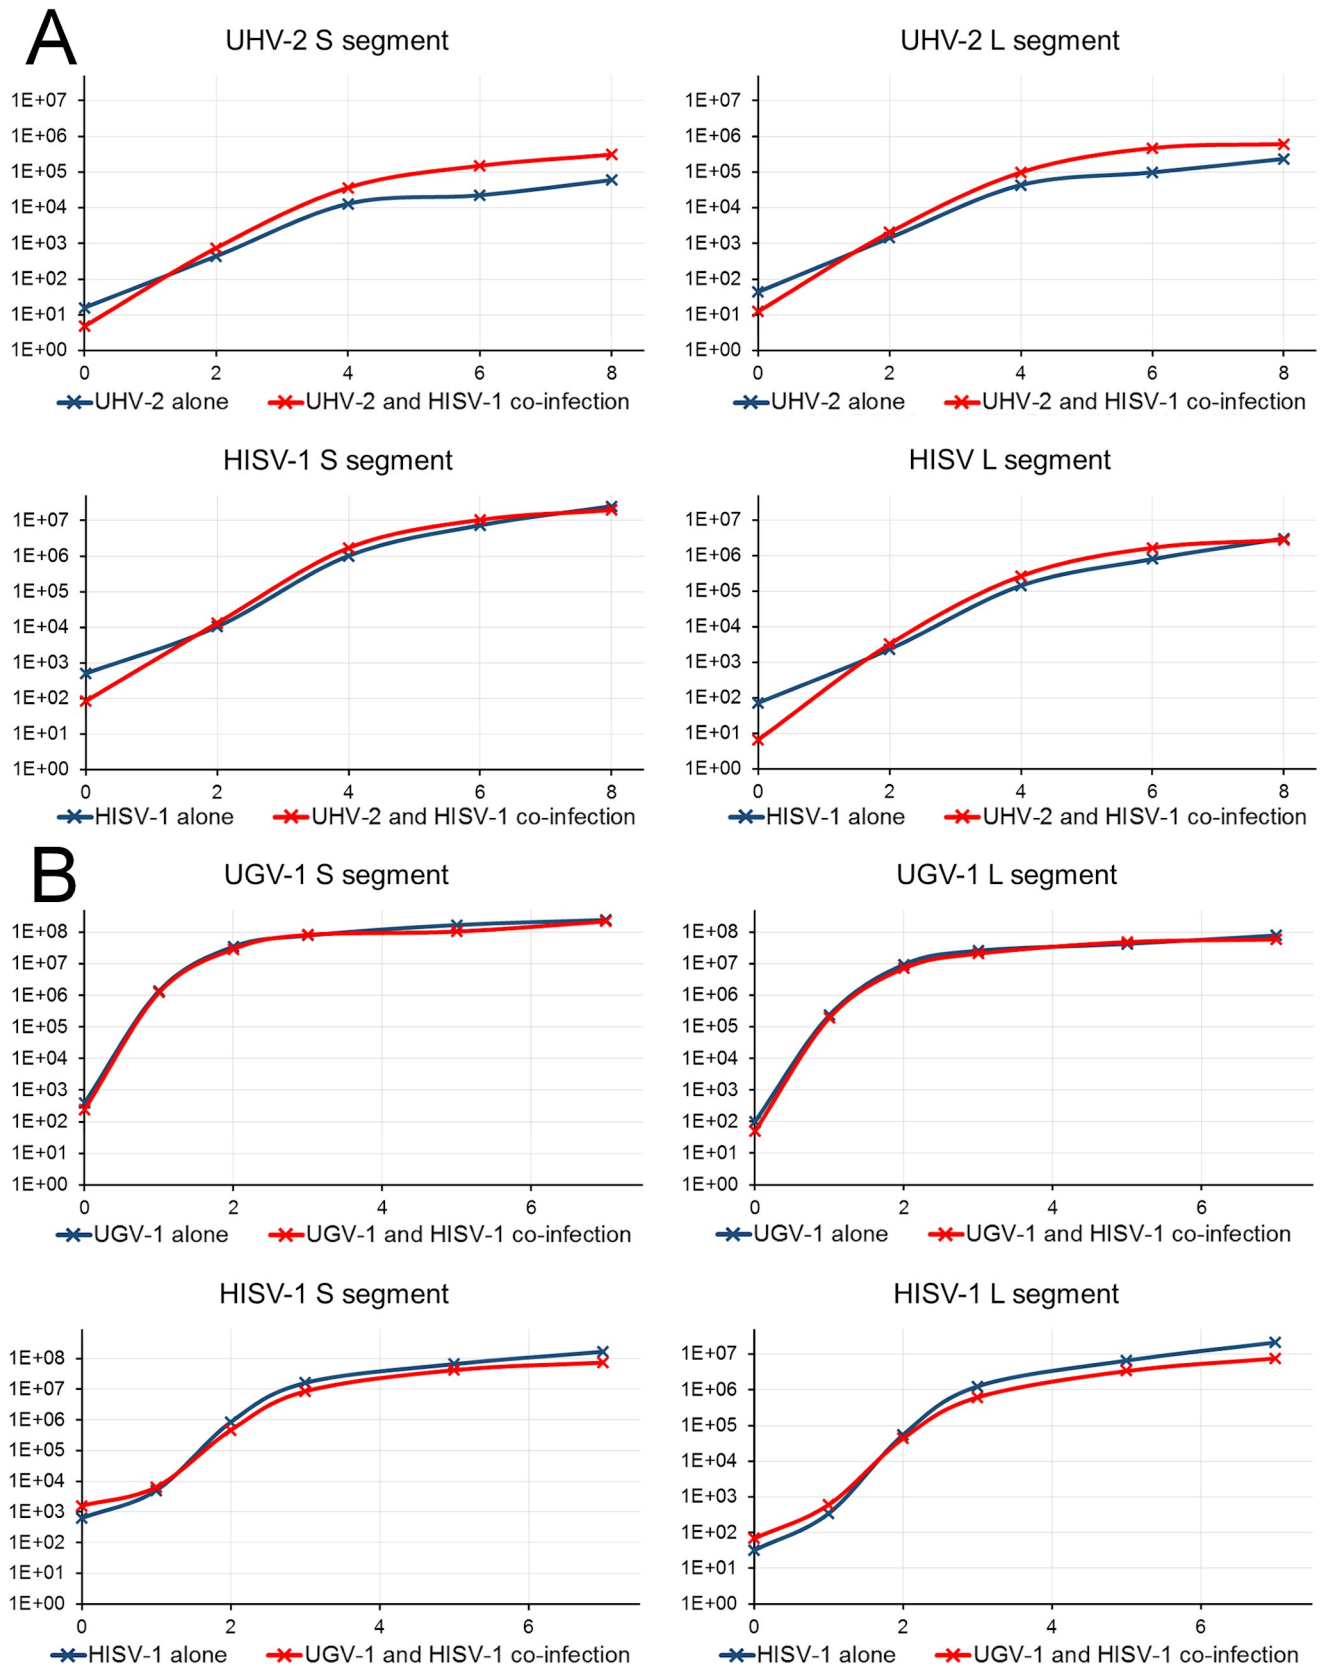 A
UHV-2 S segment
1E+07
1E+06
1E+05
1E+04
1E+03
1E+02
1E+01
1E+00
0 2 4 6 8
UHV-2 alone UHV-2 and HISV-1 co-infection
UHV-2 L segment
1E+07
1E+06
1E+05
1E+04
1E+03
1E+02
1E+01
1E+00
0 2 4 6 8
UHV-2 alone UHV-2 and HISV-1 co-infection
HISV-1 S segment
1E+07
1E+06
1E+05
1E+04
1E+03
1E+02
1E+01
1E+00
0 2 4 6 8
HISV-1 alone UHV-2 and HISV-1 co-infection
HISV L segment
1E+07
1E+06
1E+05
1E+04
1E+03
1E+02
1E+01
1E+00
0 2 4 6 8
HISV-1 alone UHV-2 and HISV-1 co-infection
B
UGV-1 S segment
1E+08
1E+07
1E+06
1E+05
1E+04
1E+03
1E+02
1E+01
1E+00
0 2 4 6
UGV-1 alone UGV-1 and HISV-1 co-infection
UGV-1 L segment
1E+08
1E+07
1E+06
1E+05
1E+04
1E+03
1E+02
1E+01
1E+00
0 2 4 6
UGV-1 alone UGV-1 and HISV-1 co-infection
HISV-1 S segment
1E+08
1E+07
1E+06
1E+05
1E+04
1E+03
1E+02
1E+01
1E+00
0 2 4 6
HISV-1 alone UGV-1 and HISV-1 co-infection
HISV-1 L segment
1E+07
1E+06
1E+05
1E+04
1E+03
1E+02
1E+01
1E+00
0 2 4 6
HISV-1 alone UGV-1 and HISV-1 co-infection